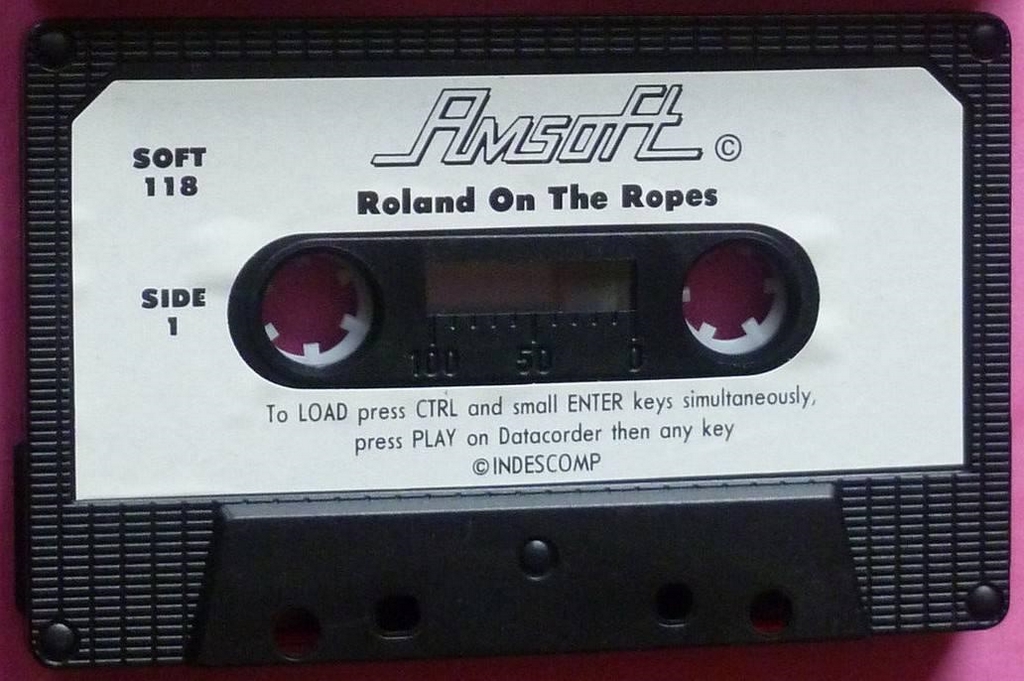 Amsoft ©
SOFT
118
Roland On The Ropes
SIDE
1
100 50 0
To LOAD press CTRL and small ENTER keys simultaneously,
press PLAY on Datacorder then any key
© INDESCOMP